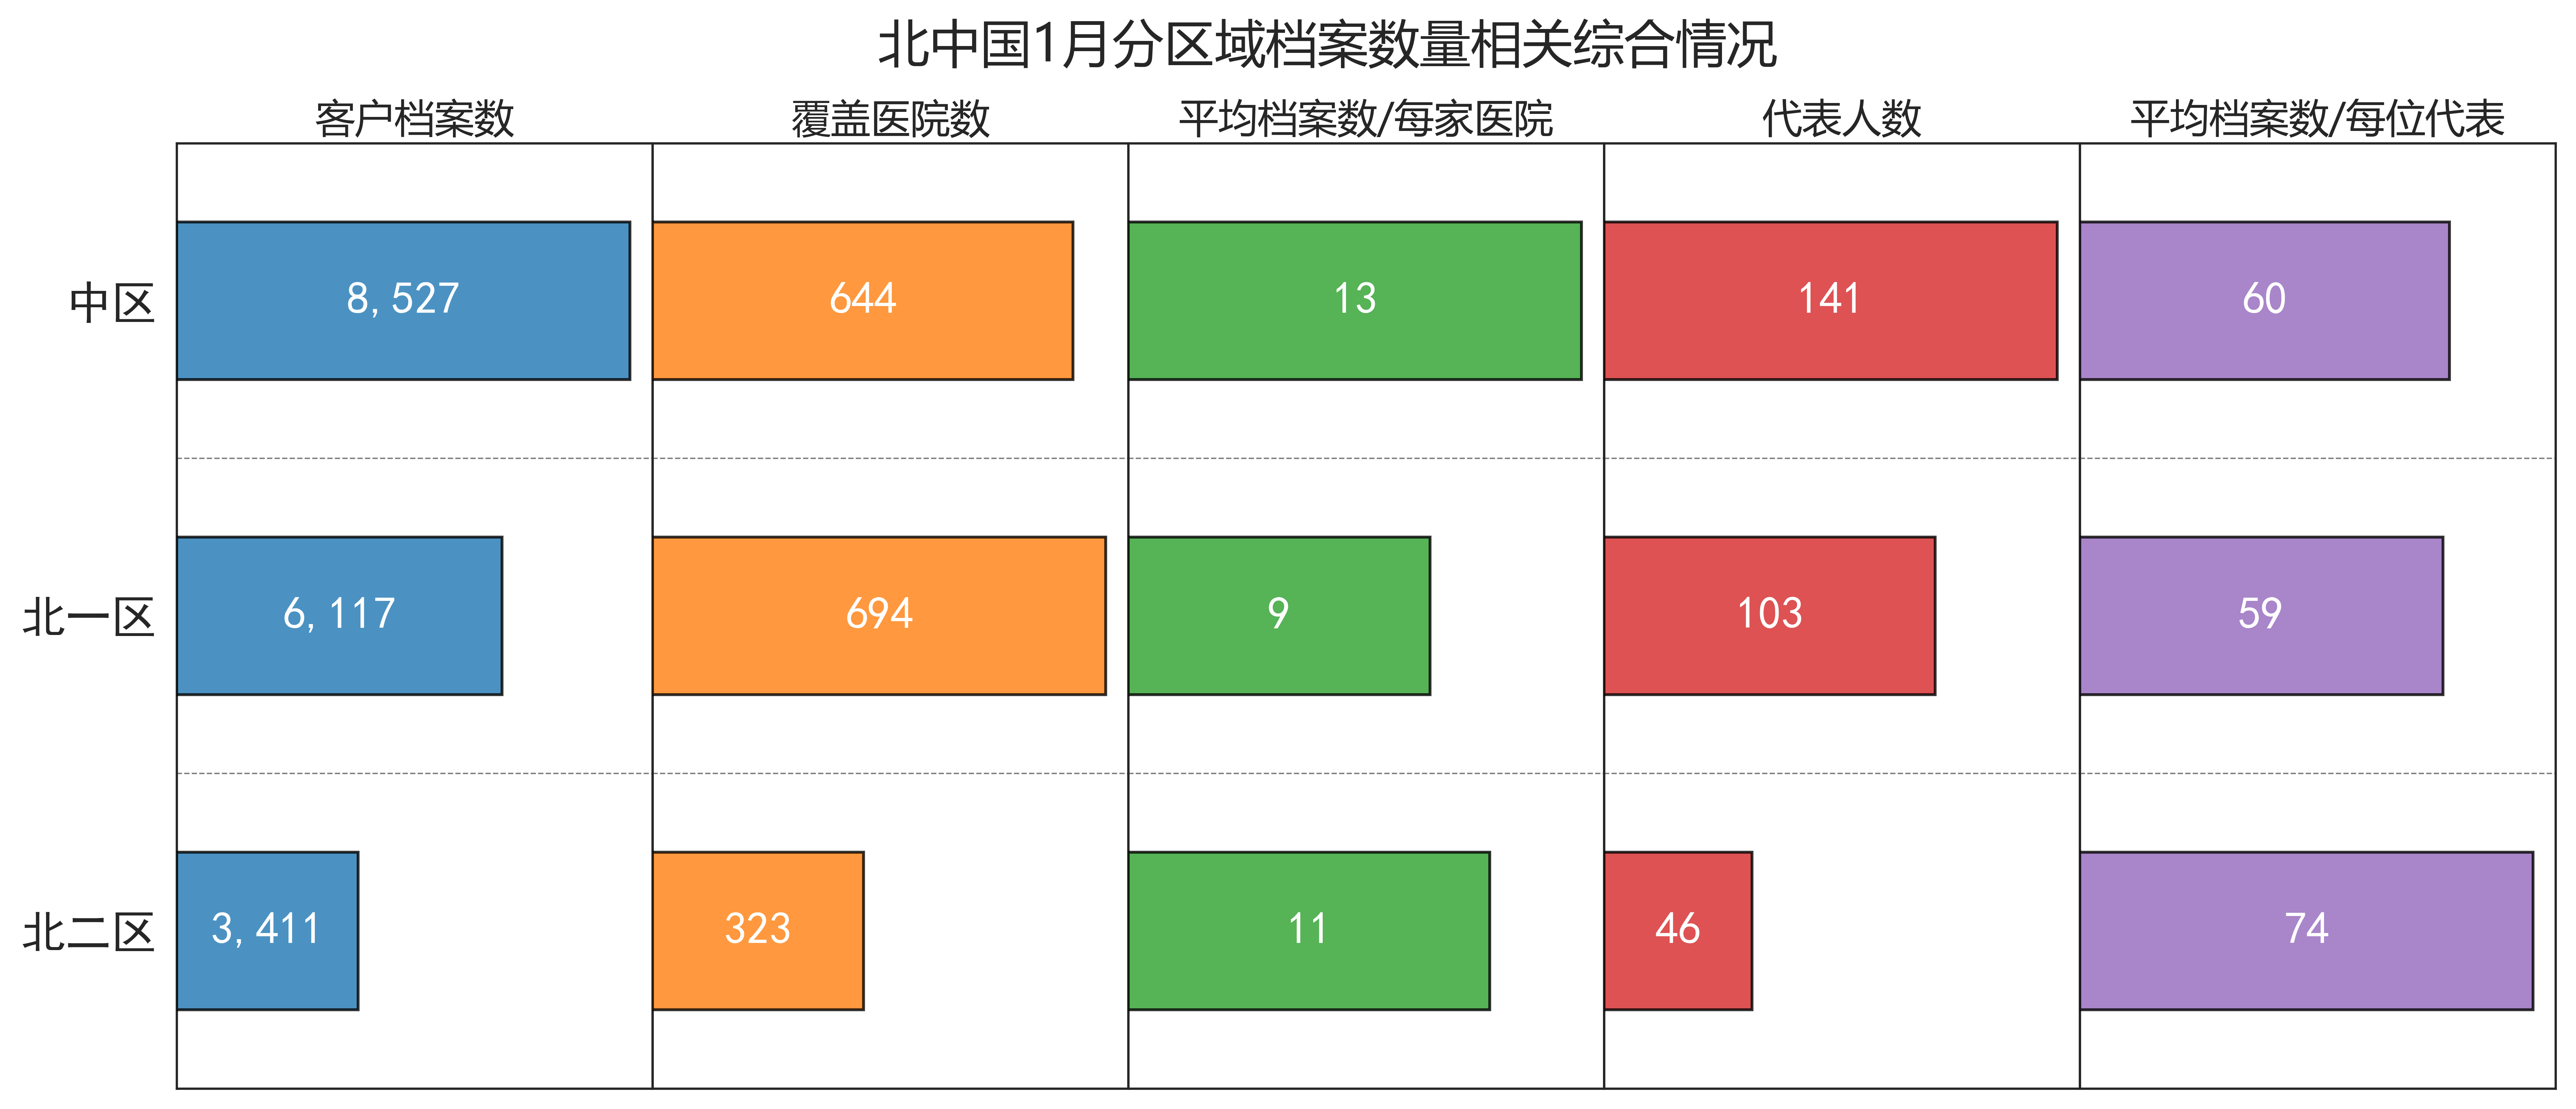 北中国1月分区域档案数量相关综合情况
客户档案数 覆盖医院数 平均档案数/每家医院 代表人数 平均档案数/每位代表
中区 8,527 644 13 141 60
北一区 6,117 694 9 103 59
北二区 3,411 323 11 46 74